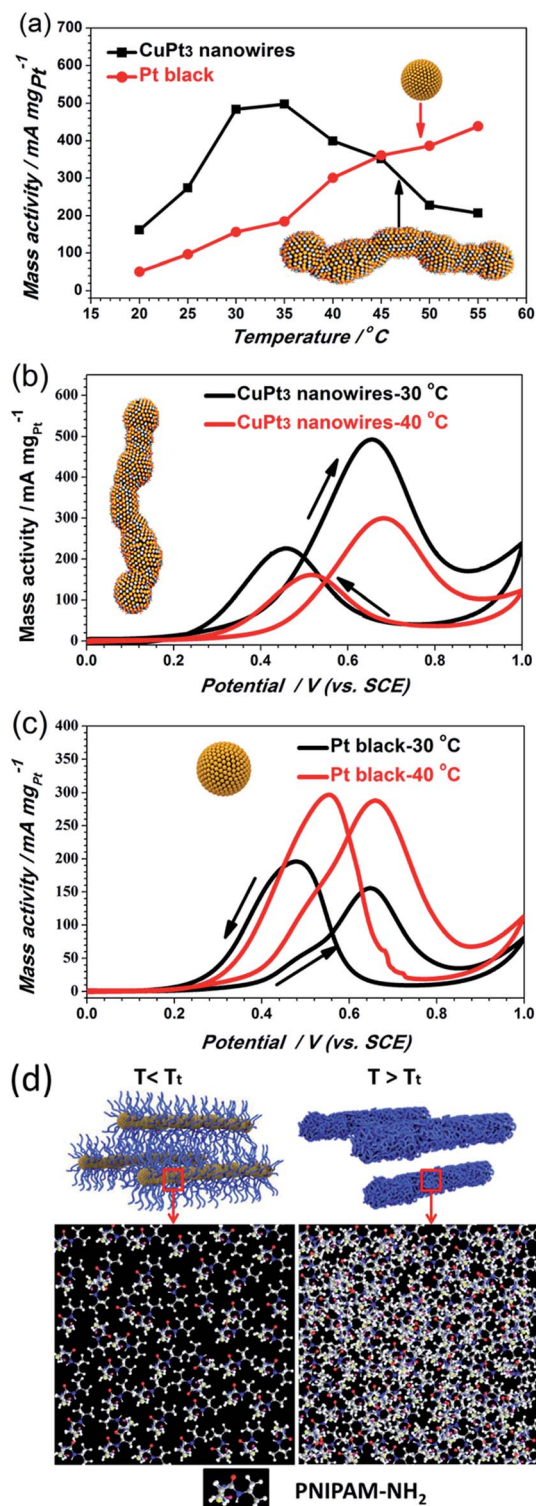 (a)
Mass activity / mA mgPt⁻¹
700
600
500
400
300
200
100
0
CuPt₃ nanowires
Pt black
15 20 25 30 35 40 45 50 55 60
Temperature / °C
(b)
Mass activity / mA mgPt⁻¹
600
500
400
300
200
100
0
CuPt₃ nanowires-30 °C
CuPt₃ nanowires-40 °C
0.0 0.2 0.4 0.6 0.8 1.0
Potential / V (vs. SCE)
(c)
Mass activity / mA mgPt⁻¹
400
350
300
250
200
150
100
50
0
Pt black-30 °C
Pt black-40 °C
0.0 0.2 0.4 0.6 0.8 1.0
Potential / V (vs. SCE)
(d)
T< Tt T > Tt
PNIPAM-NH₂